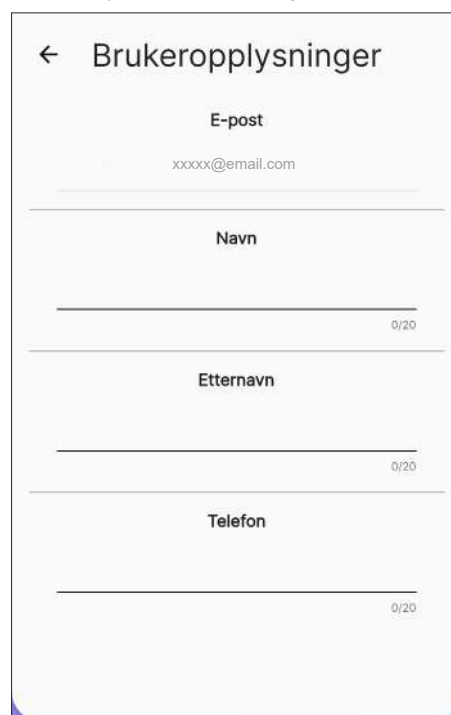 ← Brukeropplysninger
E-post
xxxxx@email.com
Navn
0/20
Etternavn
0/20
Telefon
0/20